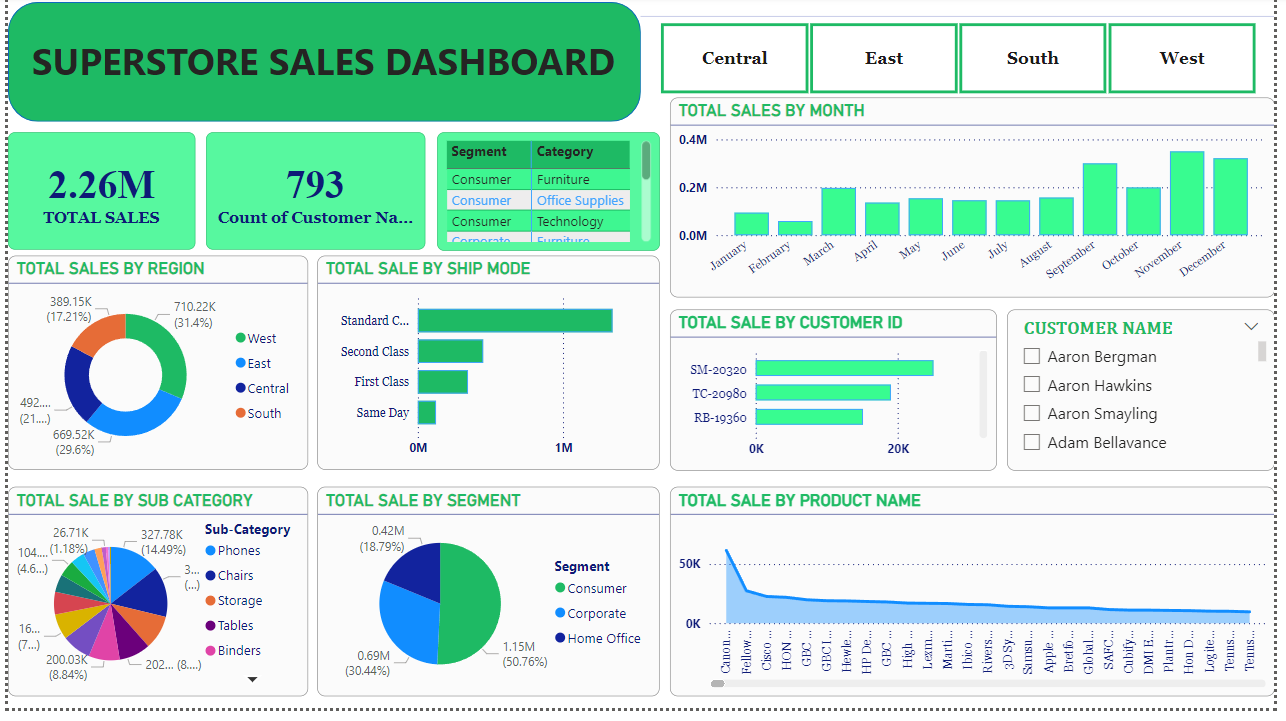 SUPERSTORE SALES DASHBOARD
Central
East
South
West
2.26M
TOTAL SALES
793
Count of Customer Na...
Segment Category
Consumer Furniture
Consumer Office Supplies
Consumer Technology
Corporate Furniture
TOTAL SALES BY MONTH
0.4M
0.2M
0.0M
January
February
March
April
May
June
July
August
September
October
November
December
TOTAL SALES BY REGION
389.15K
(17.21%)
710.22K
(31.4%)
492....
(21....)
669.52K
(29.6%)
West
East
Central
South
TOTAL SALE BY SHIP MODE
Standard C...
Second Class
First Class
Same Day
0M 1M
TOTAL SALE BY CUSTOMER ID
SM-20320
TC-20980
RB-19360
0K 20K
CUSTOMER NAME
Aaron Bergman
Aaron Hawkins
Aaron Smayling
Adam Bellavance
TOTAL SALE BY SUB CATEGORY
26.71K
(1.18%)
327.78K
(14.49%)
104....
(4.6...)
3...
(...)
16...
(7...)
200.03K
(8.84%)
202... (8....)
Sub-Category
Phones
Chairs
Storage
Tables
Binders
TOTAL SALE BY SEGMENT
0.42M
(18.79%)
0.69M
(30.44%)
1.15M
(50.76%)
Segment
Consumer
Corporate
Home Office
TOTAL SALE BY PRODUCT NAME
50K
0K
Canon...
Fellow...
Cisco ...
HON ...
GBC ...
GBC I...
Hewle...
HP De...
GBC ...
High ...
Lexm...
Marti...
Ibico ...
Rivers...
3D Sy...
Samsu...
Apple...
Bretfo...
Global...
SAFC...
Cubify...
DMI E...
Plantr...
Hon D...
Logite...
Tenns...
Tenns...